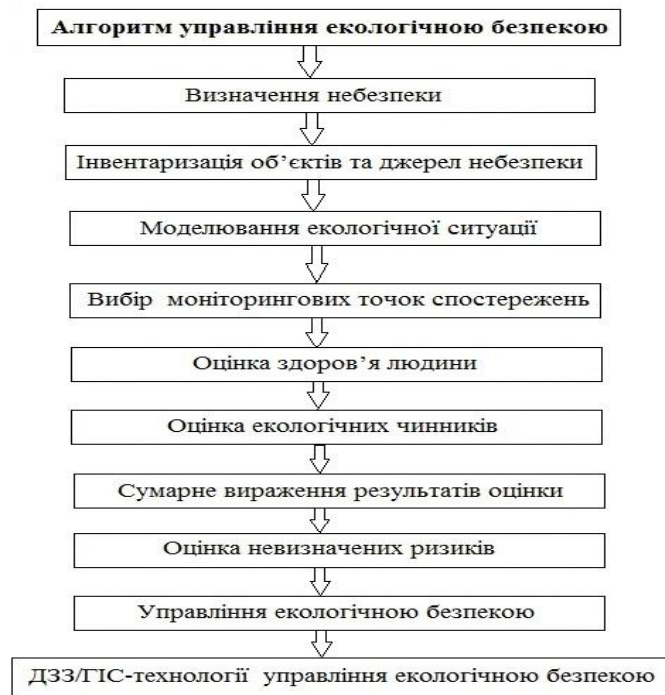 Алгоритм управління екологічною безпекою
Визначення небезпеки
Інвентаризація об’єктів та джерел небезпеки
Моделювання екологічної ситуації
Вибір моніторингових точок спостережень
Оцінка здоров’я людини
Оцінка екологічних чинників
Сумарне вираження результатів оцінки
Оцінка невизначених ризиків
Управління екологічною безпекою
ДЗЗ/ГІС-технології управління екологічною безпекою